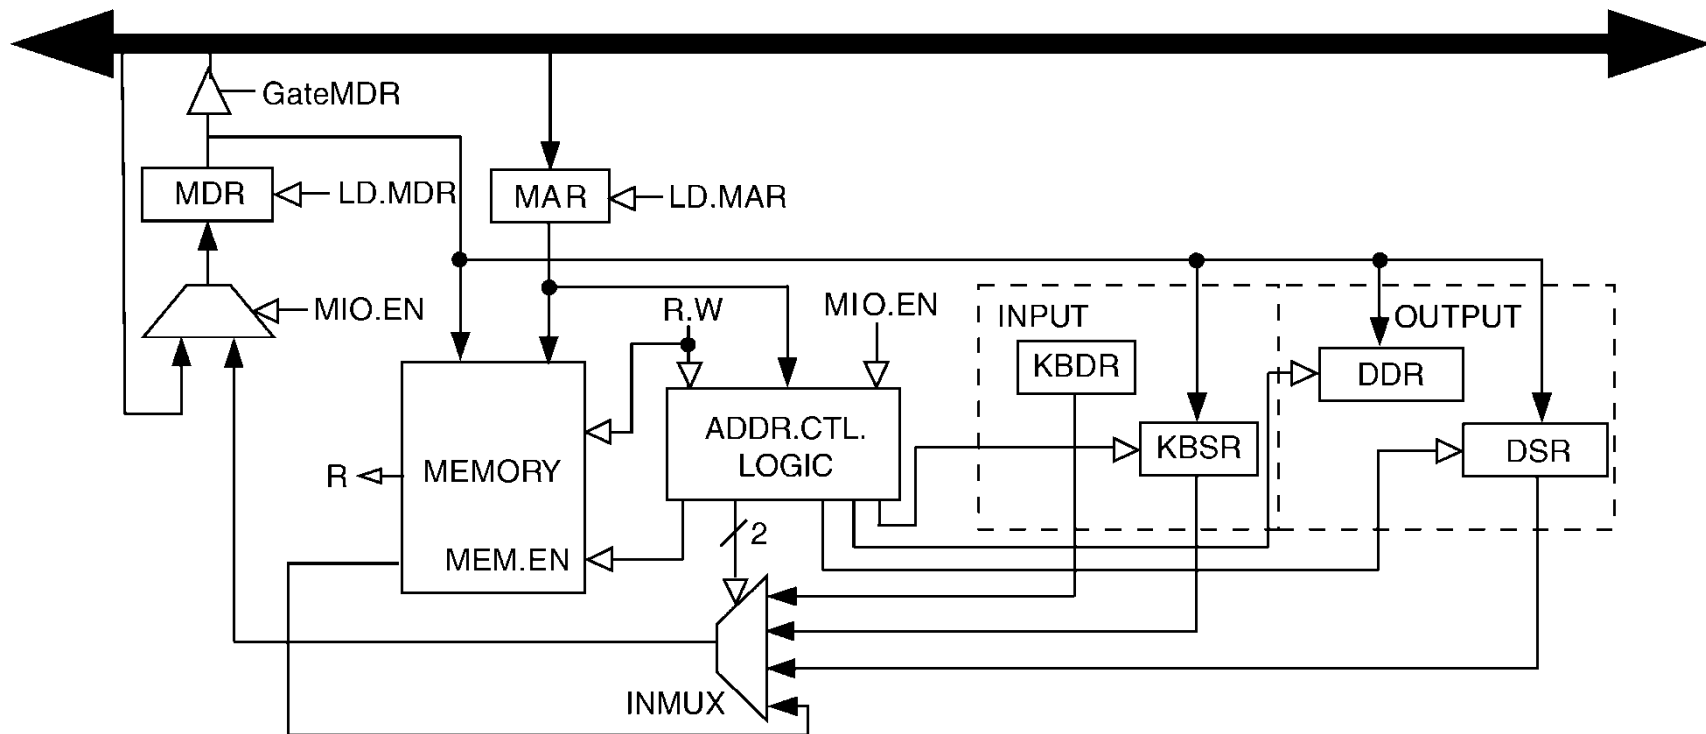 GateMDR
MDR
LD.MDR
MAR
LD.MAR
MIO.EN
R.W
MIO.EN
INPUT
OUTPUT
KBDR
DDR
ADDR.CTL.
LOGIC
KBSR
DSR
R
MEMORY
2
MEM.EN
INMUX